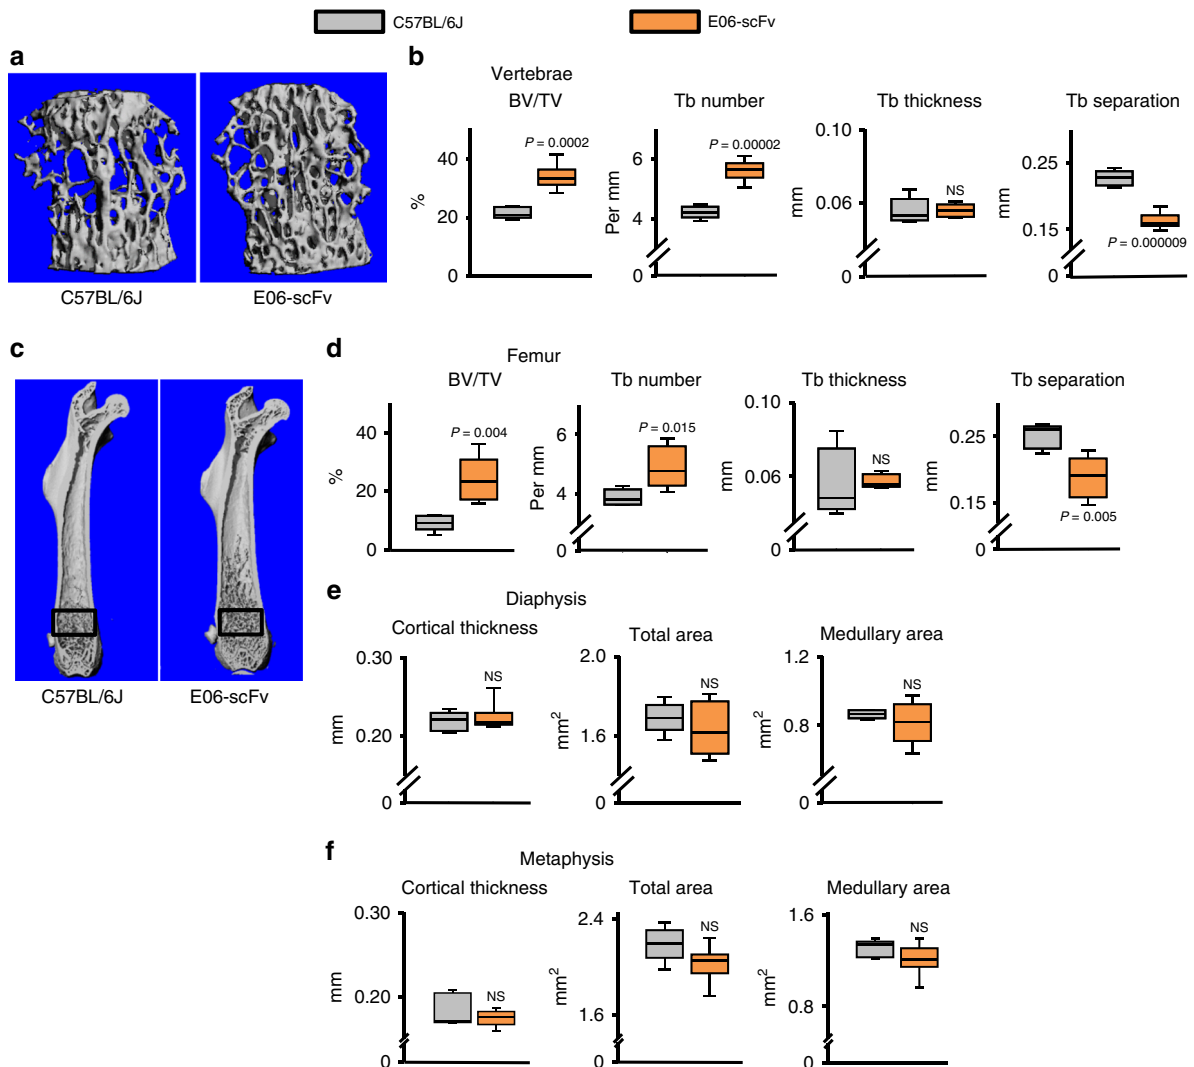 C57BL/6J
E06-scFv
a
C57BL/6J
E06-scFv
b
Vertebrae
BV/TV
%
40
20
0
P = 0.0002
Tb number
Per mm
6
4
0
P = 0.00002
Tb thickness
mm
0.10
0.06
0
NS
Tb separation
mm
0.25
0.15
0
P = 0.000009
c
C57BL/6J
E06-scFv
d
Femur
BV/TV
%
40
20
0
P = 0.004
Tb number
Per mm
6
4
0
P = 0.015
Tb thickness
mm
0.10
0.06
0
NS
Tb separation
mm
0.25
0.15
0
P = 0.005
e
Diaphysis
Cortical thickness
mm
0.30
0.20
0
NS
Total area
mm²
2.0
1.6
0
NS
Medullary area
mm²
1.2
0.8
0
NS
f
Metaphysis
Cortical thickness
mm
0.30
0.20
0
NS
Total area
mm²
2.4
1.6
0
NS
Medullary area
mm²
1.6
0.8
0
NS